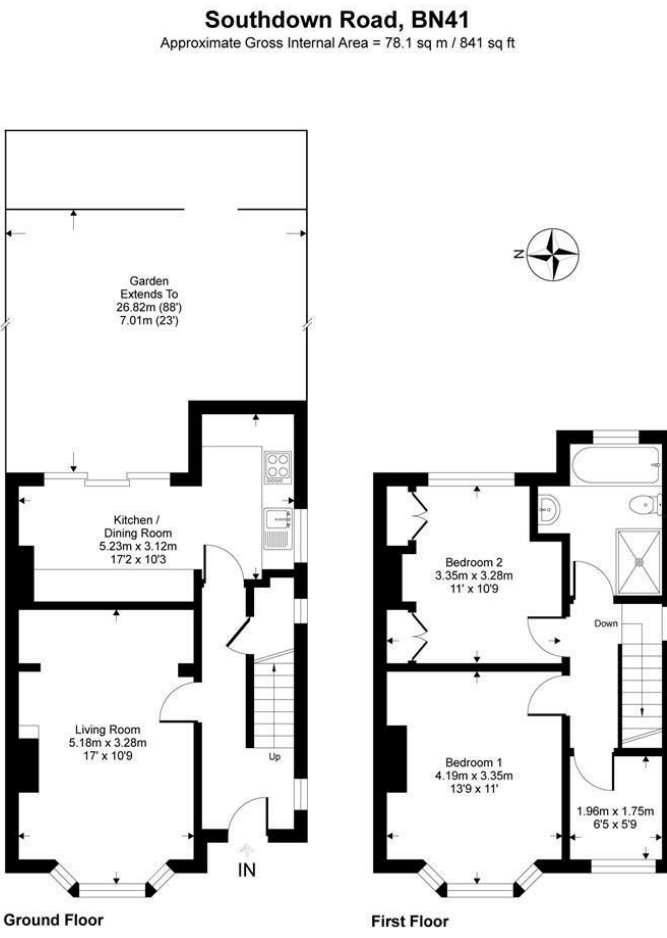 Southdown Road, BN41
Approximate Gross Internal Area = 78.1 sq m / 841 sq ft
Garden
Extends To
26.82m (88')
7.01m (23')
N
Kitchen /
Dining Room
5.23m x 3.12m
17'2 x 10'3
Living Room
5.18m x 3.28m
17' x 10'9
Up
IN
Ground Floor
Bedroom 2
3.35m x 3.28m
11' x 10'9
Down
Bedroom 1
4.19m x 3.35m
13'9 x 11'
1.96m x 1.75m
6'5 x 5'9
First Floor